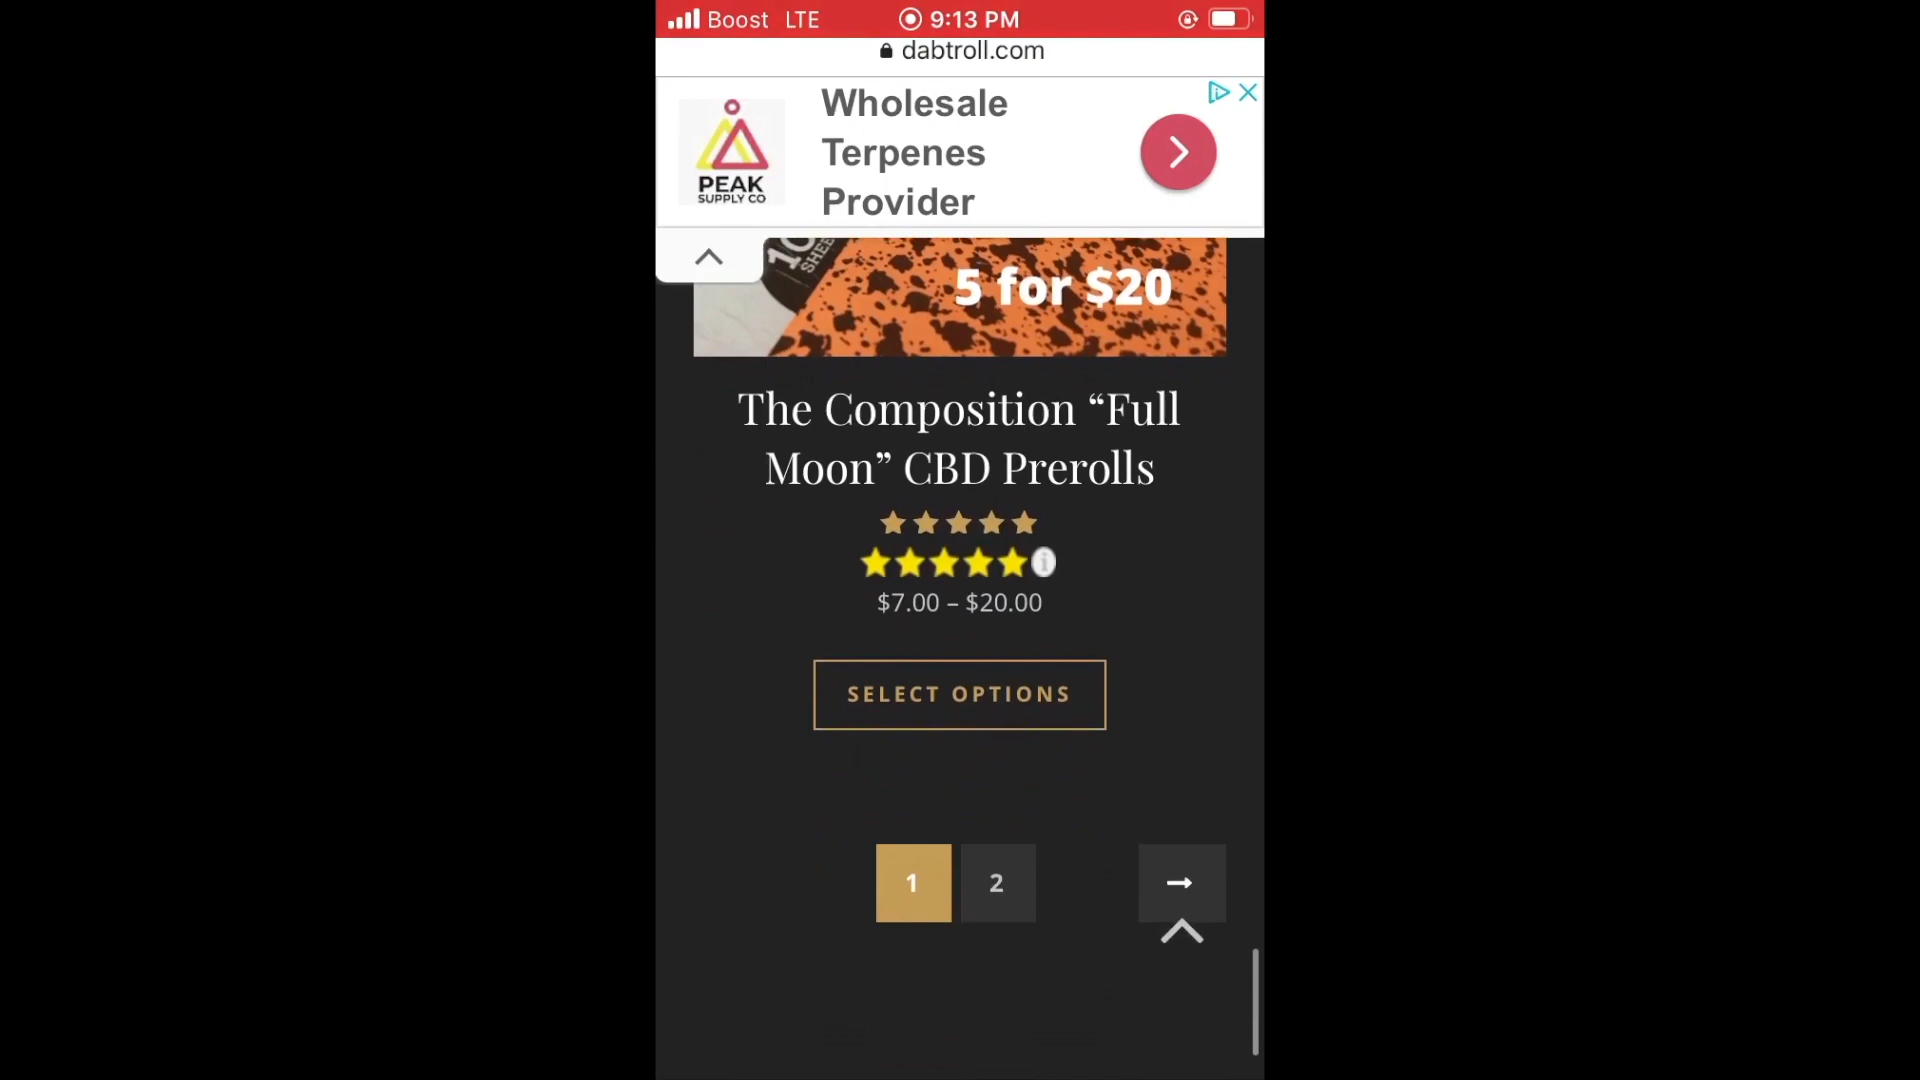 Boost LTE 9:13 PM
dabtroll.com
Wholesale
Terpenes
Provider
PEAK
SUPPLY CO
5 for $20
The Composition “Full
Moon” CBD Prerolls
$7.00 – $20.00
SELECT OPTIONS
1 2